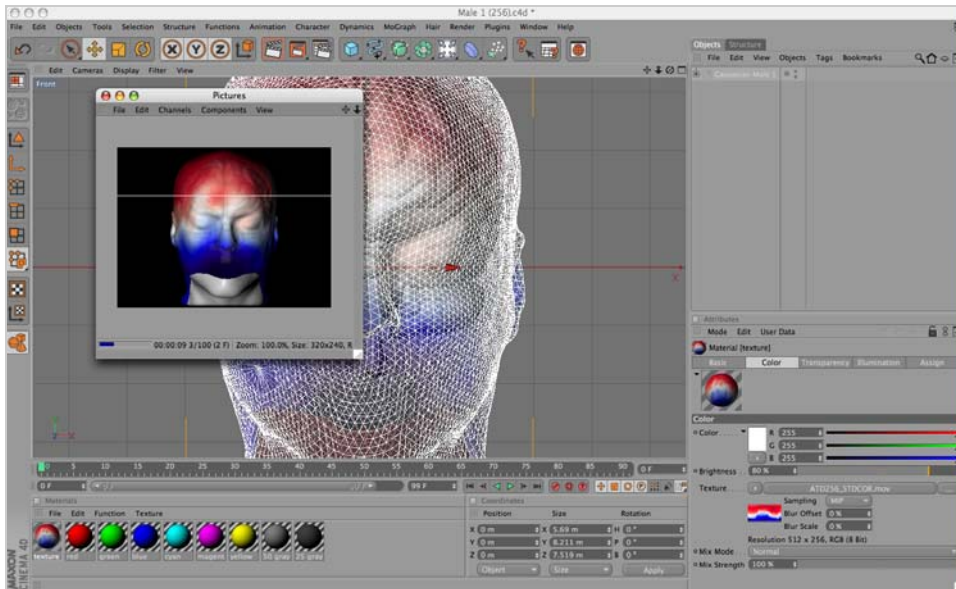 Male 1 (256).c4d *
File Edit Objects Tools Selection Structure Functions Animation Character Dynamics MoGraph Hair Render Plugins Window Help
Objects Structure
File Edit View Objects Tags Bookmarks
Edit Cameras Display Filter View
Front
Pictures
File Edit Channels Components View
00:00:09 3/100 (2 F) Zoom: 100.0%, Size: 320x240, R
X
Y
X
Attributes
Mode Edit User Data
Material [texture]
Basic Color Transparency Illumination Assign
Color
Color R 255
G 255
B 255
Brightness 80 %
Texture ATD256_STDCOR.mov
Sampling MIP
Blur Offset 0 %
Blur Scale 0 %
Resolution 512 x 256, RGB (8 Bit)
Mix Mode Normal
Mix Strength 100 %
0 5 10 15 20 25 30 35 40 45 50 55 60 65 70 75 80 85 90 0 F
0 F 99 F
Materials
File Edit Function Texture
texture red green blue cyan magent yellow 50 gray 25 gray
Coordinates
Position Size Rotation
X 0 m X 5.69 m H 0 °
Y 0 m Y 8.211 m P 0 °
Z 0 m Z 7.519 m B 0 °
Object Size Apply
MAXON
CINEMA 4D